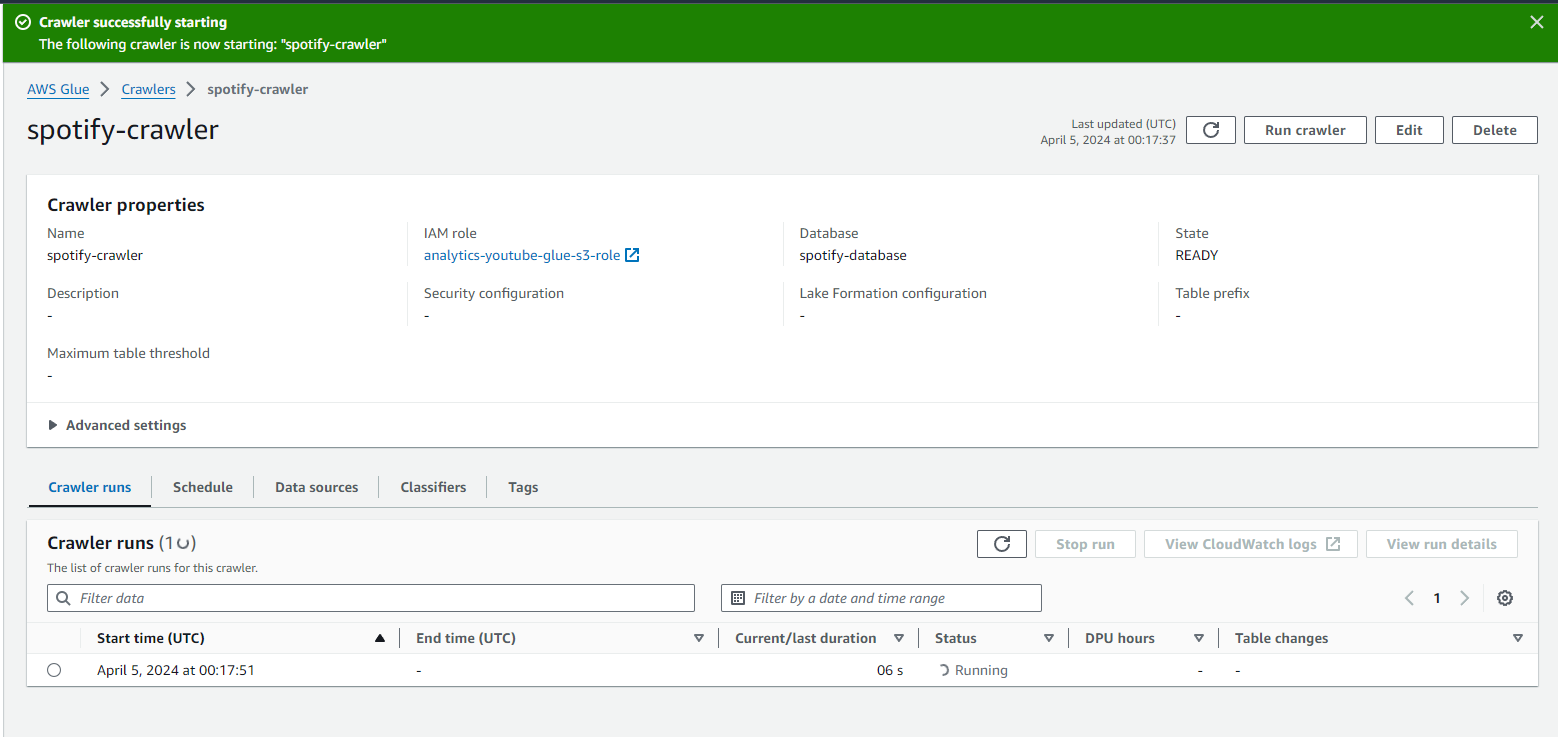 Crawler successfully starting
The following crawler is now starting: "spotify-crawler"
AWS Glue Crawlers spotify-crawler
spotify-crawler
Last updated (UTC)
April 5, 2024 at 00:17:37
Run crawler Edit Delete
Crawler properties
Name IAM role Database State
spotify-crawler analytics-youtube-glue-s3-role spotify-database READY
Description Security configuration Lake Formation configuration Table prefix
- - - -
Maximum table threshold
-
Advanced settings
Crawler runs Schedule Data sources Classifiers Tags
Crawler runs (1)
Stop run View CloudWatch logs View run details
The list of crawler runs for this crawler.
Filter data Filter by a date and time range 1
Start time (UTC) End time (UTC) Current/last duration Status DPU hours Table changes
April 5, 2024 at 00:17:51 - 06 s Running - -